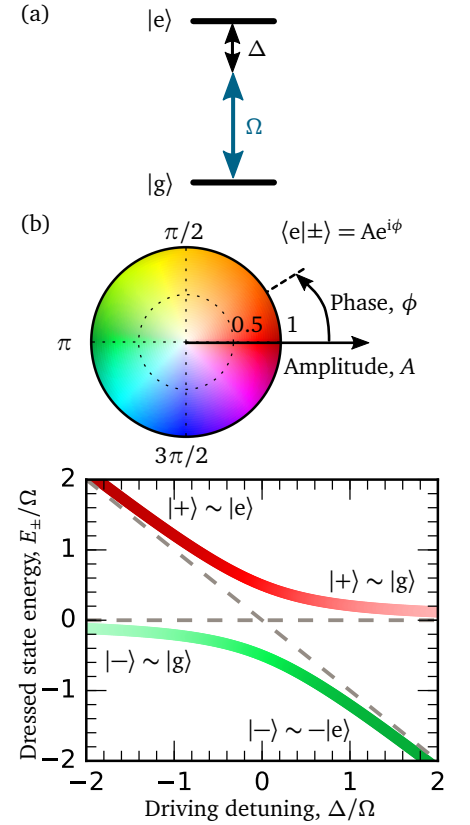 (a)
|e⟩
Δ
Ω
|g⟩
(b)
π/2
⟨e|±⟩ = Ae^{iϕ}
Phase, ϕ
π
0.5
1
Amplitude, A
3π/2
Dressed state energy, E±/Ω
2
1
0
−1
−2
|+⟩ ∼ |e⟩
|+⟩ ∼ |g⟩
|−⟩ ∼ |g⟩
|−⟩ ∼ −|e⟩
−2
−1
0
1
2
Driving detuning, Δ/Ω